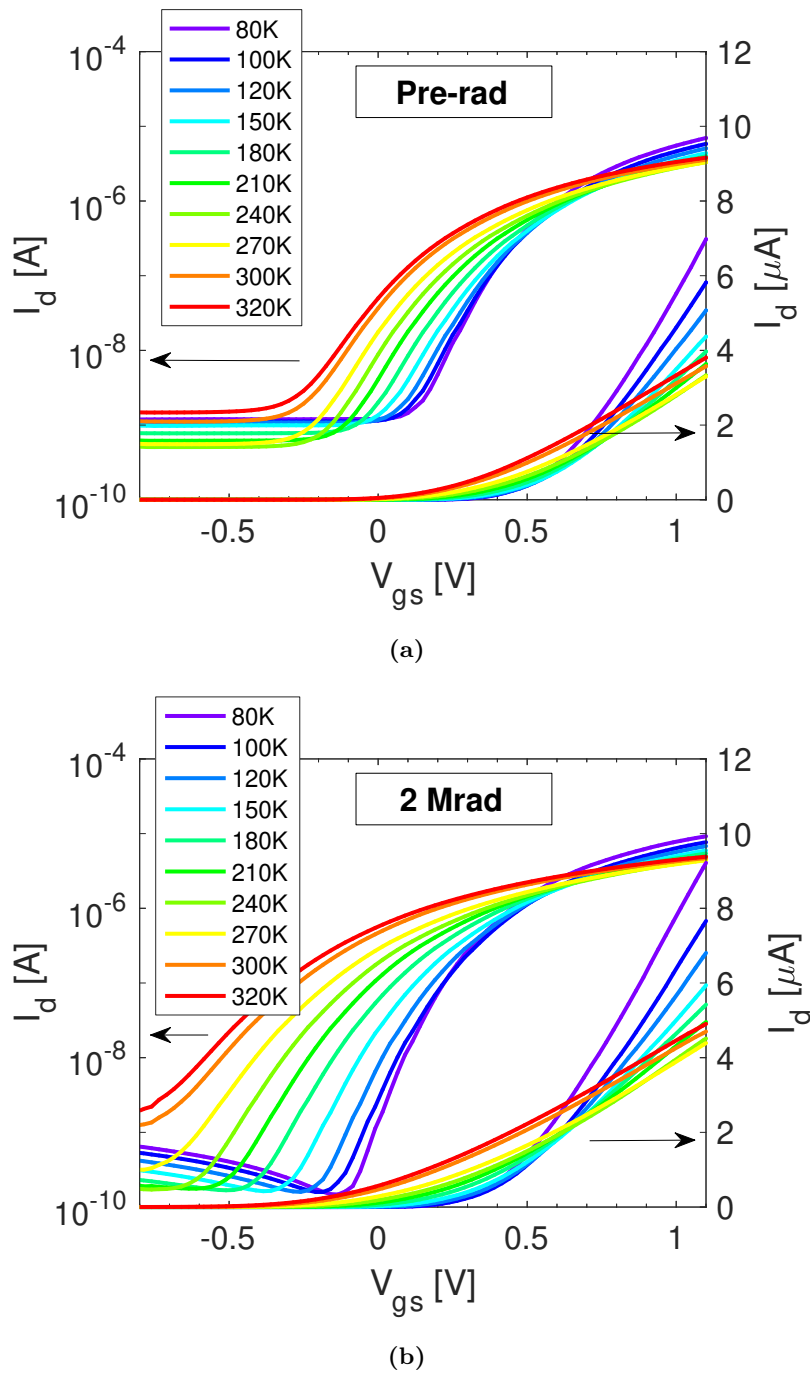 80K
100K
120K
150K
180K
210K
240K
270K
300K
320K
Pre-rad
10^-4
10^-6
10^-8
10^-10
I_d [A]
12
10
8
6
4
2
0
I_d [μA]
-0.5 0 0.5 1
V_gs [V]
(a)
80K
100K
120K
150K
180K
210K
240K
270K
300K
320K
2 Mrad
10^-4
10^-6
10^-8
10^-10
I_d [A]
12
10
8
6
4
2
0
I_d [μA]
-0.5 0 0.5 1
V_gs [V]
(b)